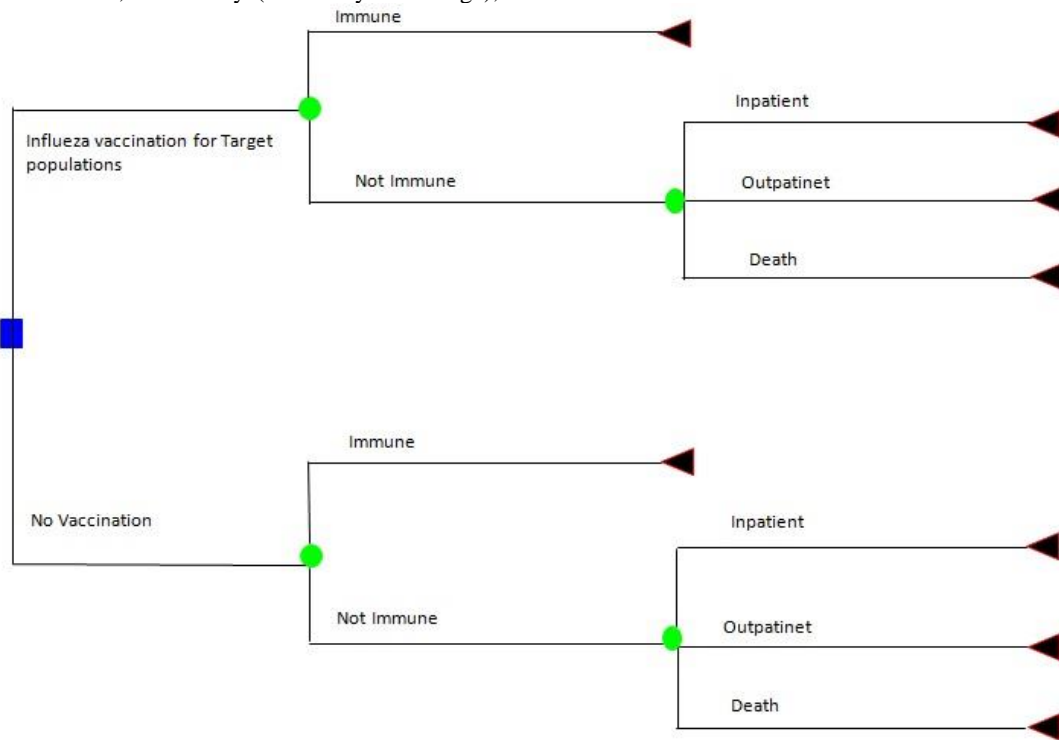 Immune
Inpatient
Influeza vaccination for Target
populations
Not Immune
Outpatinet
Death
Immune
No Vaccination
Inpatient
Not Immune
Outpatinet
Death